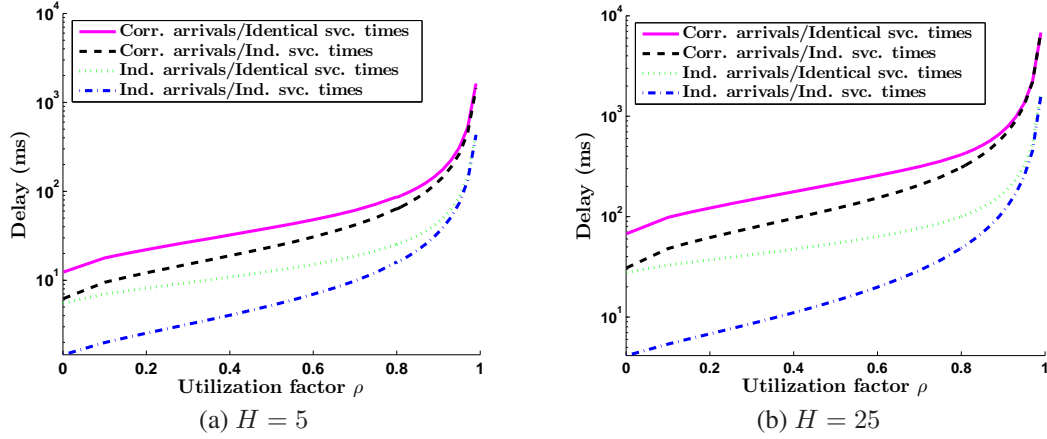 10^4
10^3
10^2
10^1
Delay (ms)
Corr. arrivals/Identical svc. times
Corr. arrivals/Ind. svc. times
Ind. arrivals/Identical svc. times
Ind. arrivals/Ind. svc. times
0 0.2 0.4 0.6 0.8 1
Utilization factor ρ
(a) H = 5
10^4
10^3
10^2
10^1
Delay (ms)
Corr. arrivals/Identical svc. times
Corr. arrivals/Ind. svc. times
Ind. arrivals/Identical svc. times
Ind. arrivals/Ind. svc. times
0 0.2 0.4 0.6 0.8 1
Utilization factor ρ
(b) H = 25